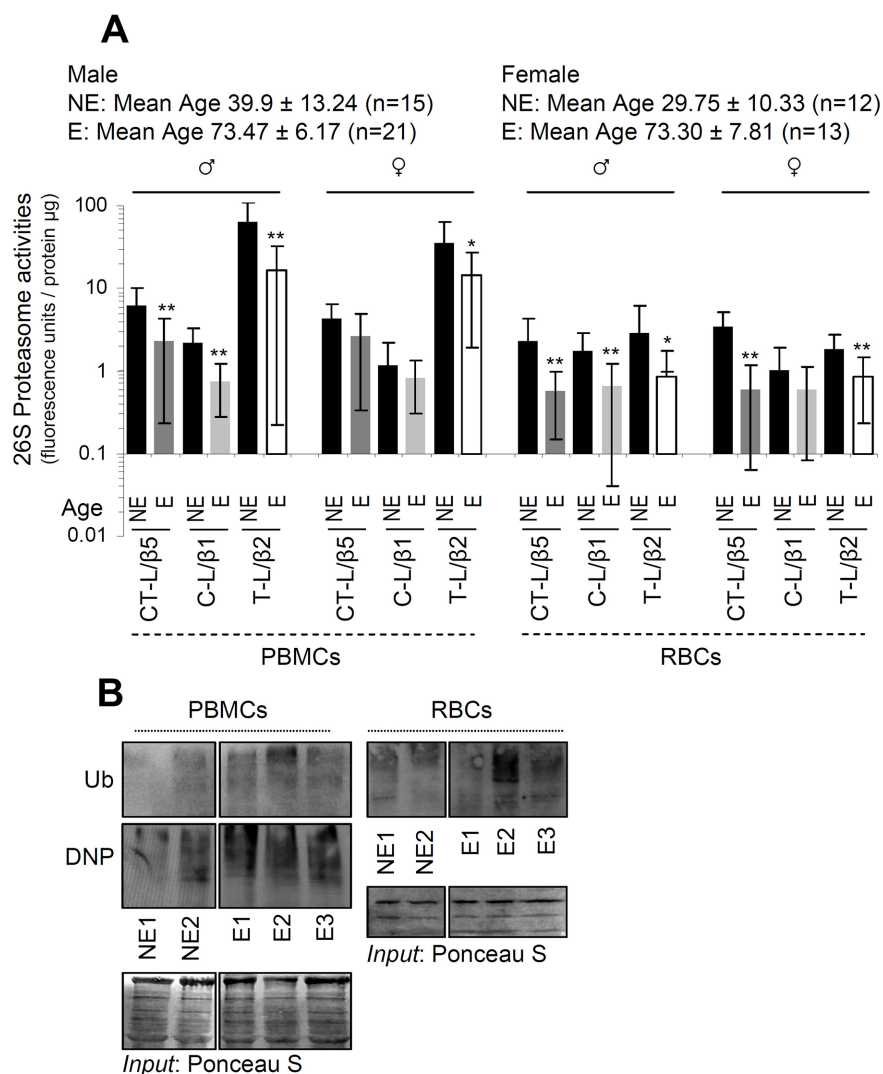 A
Male
NE: Mean Age 39.9 ± 13.24 (n=15)
E: Mean Age 73.47 ± 6.17 (n=21)
Female
NE: Mean Age 29.75 ± 10.33 (n=12)
E: Mean Age 73.30 ± 7.81 (n=13)
♂ ♀ ♂ ♀
26S Proteasome activities
(fluorescence units / protein µg)
100
10
1
0.1
0.01
** ** ** * ** ** * ** **
Age
NE E NE E NE E NE E NE E NE E NE E NE E NE E NE E NE E NE E
CT-L/β5 C-L/β1 T-L/β2 CT-L/β5 C-L/β1 T-L/β2 CT-L/β5 C-L/β1 T-L/β2 CT-L/β5 C-L/β1 T-L/β2
PBMCs RBCs
B
PBMCs
Ub
DNP
NE1 NE2 E1 E2 E3
Input: Ponceau S
RBCs
NE1 NE2 E1 E2 E3
Input: Ponceau S